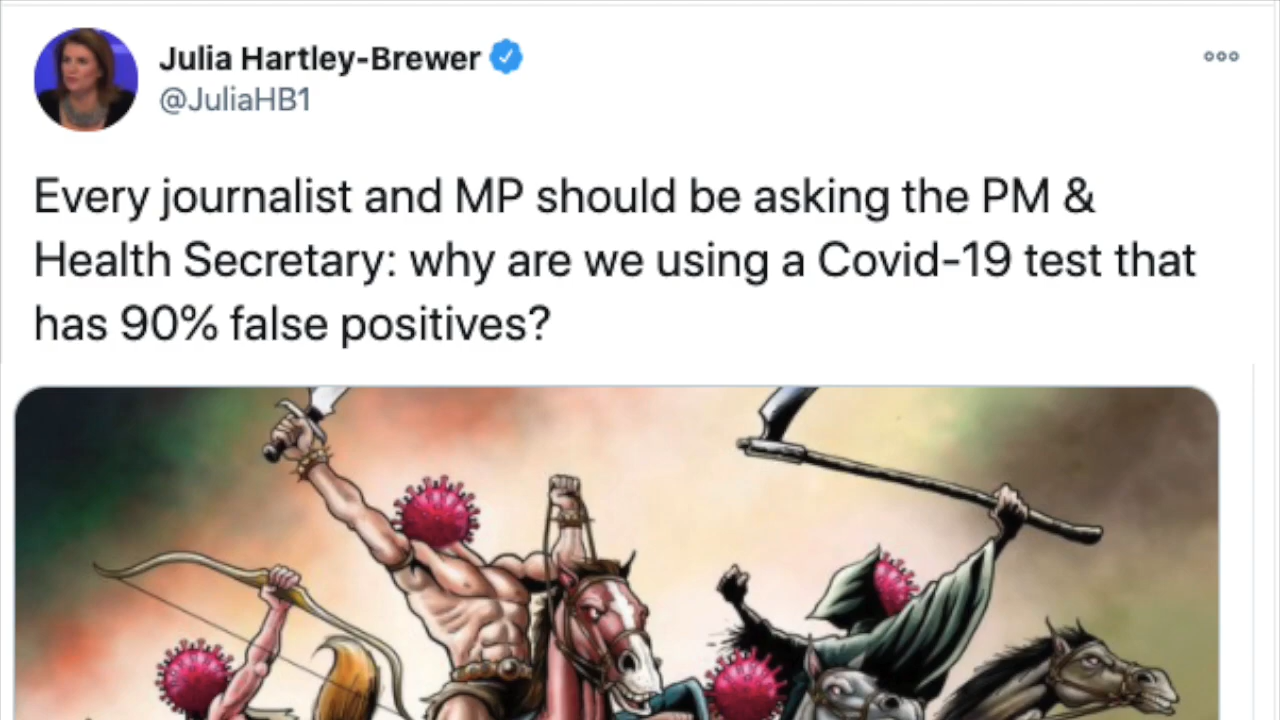 Julia Hartley-Brewer
@JuliaHB1
Every journalist and MP should be asking the PM &
Health Secretary: why are we using a Covid-19 test that
has 90% false positives?